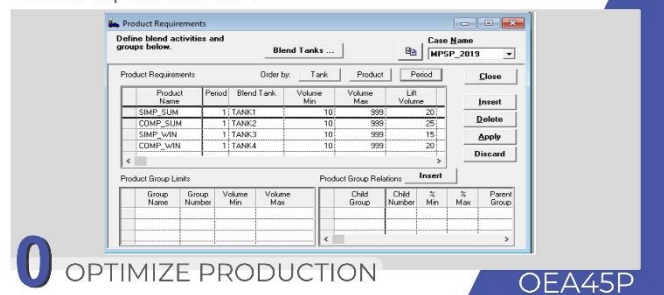 Product Requirements
Define blend activities and
groups below.
Blend Tanks ...
Case Name
MPSP_2019
Product Requirements
Order by:
Tank
Product
Period
Close
Product Name Period Blend Tank Volume Min Volume Max Lift Volume
SIMP_SUM 1 TANK1 10 999 20
COMP_SUM 1 TANK2 10 999 25
SIMP_WIN 1 TANK3 10 999 15
COMP_WIN 1 TANK4 10 999 20
Insert
Delete
Apply
Discard
Product Group Limits
Product Group Relations
Insert
Group Name Group Number Volume Min Volume Max
Child Group Child Number % Min % Max Parent Group
0 OPTIMIZE PRODUCTION
OEA45P